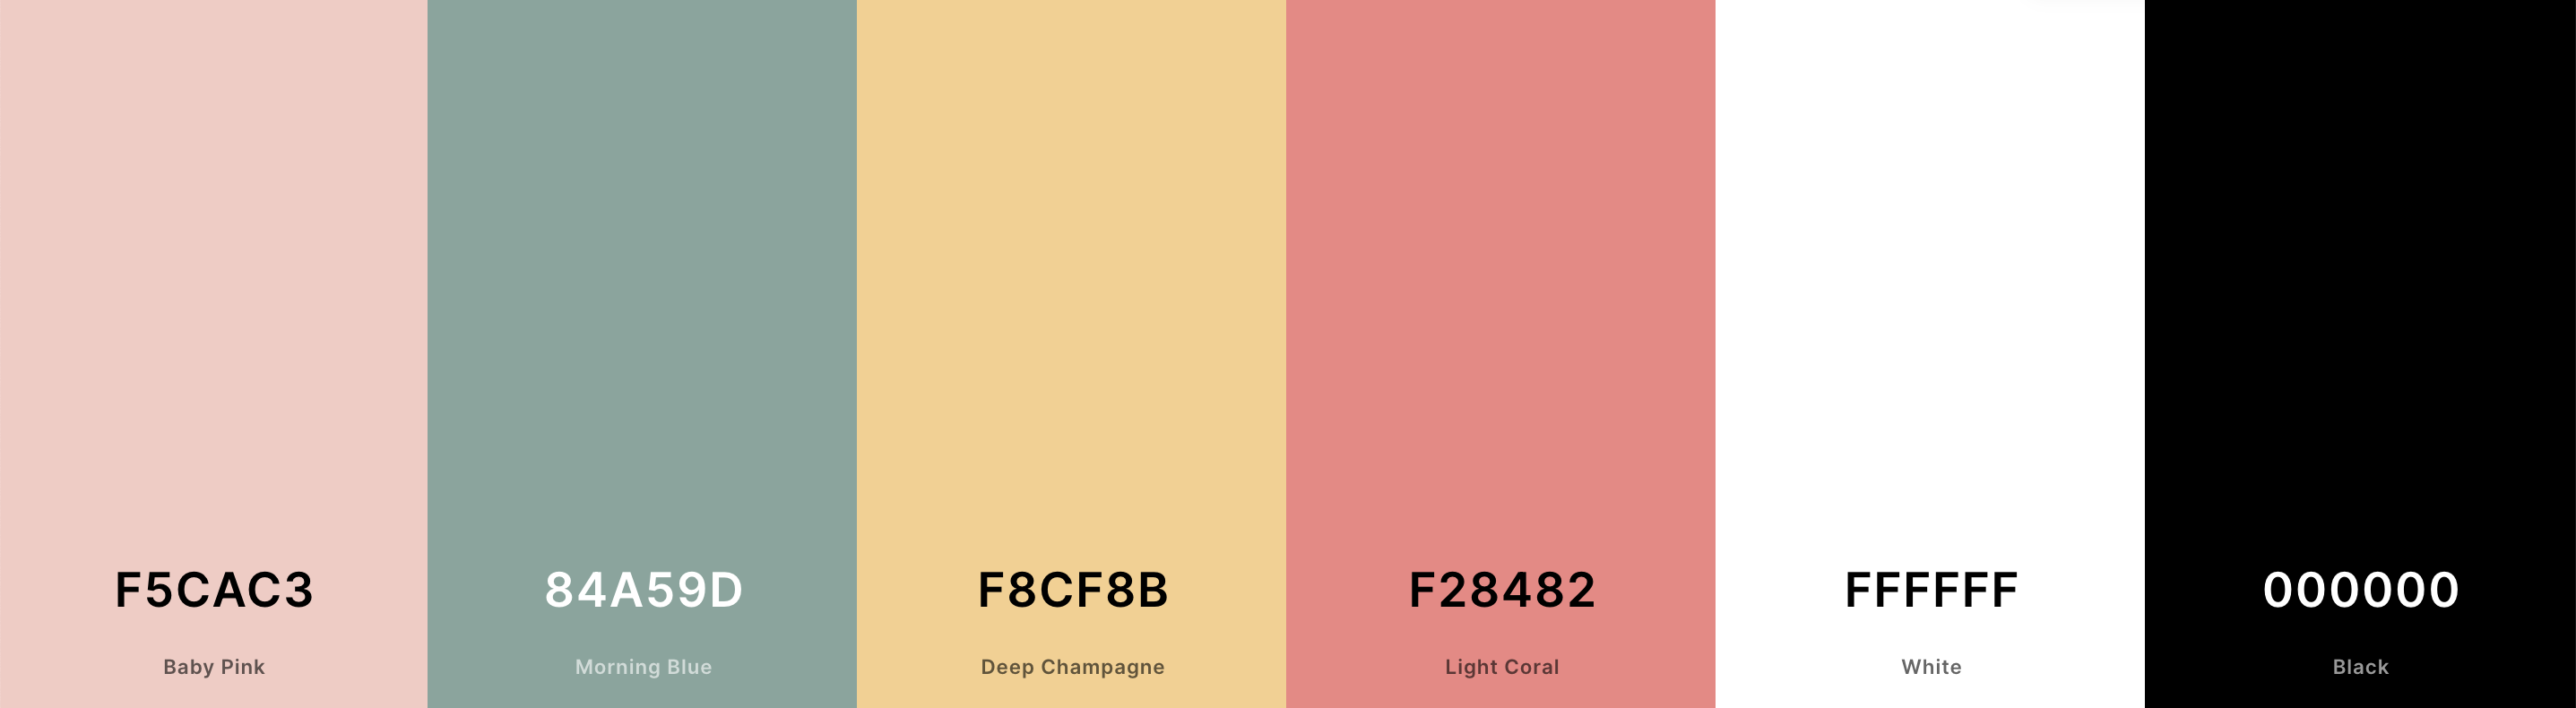 F5CAC3
84A59D
F8CF8B
F28482
FFFFFF
000000
Baby Pink
Morning Blue
Deep Champagne
Light Coral
White
Black